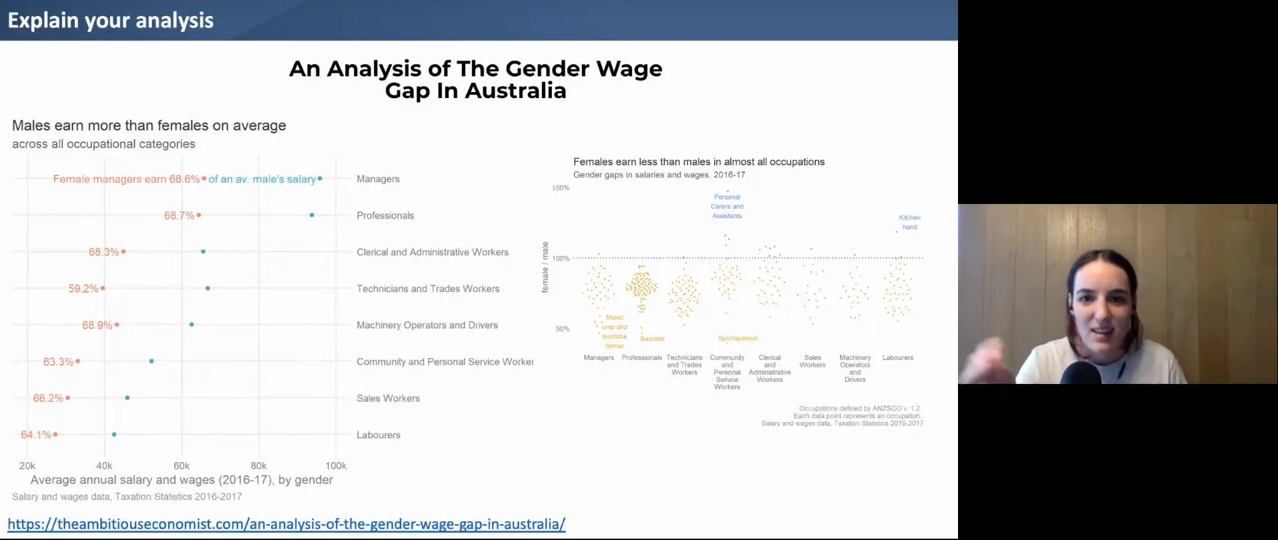 Explain your analysis
An Analysis of The Gender Wage
Gap In Australia
Males earn more than females on average
across all occupational categories
Female managers earn 68.6% of an av. male's salary
Managers
68.7%
Professionals
68.3%
Clerical and Administrative Workers
59.2%
Technicians and Trades Workers
68.9%
Machinery Operators and Drivers
63.3%
Community and Personal Service Worker
66.2%
Sales Workers
64.1%
Labourers
20k 40k 60k 80k 100k
Average annual salary and wages (2016-17), by gender
Salary and wages data, Taxation Statistics 2016-2017
Females earn less than males in almost all occupations
Gender gaps in salaries and wages, 2016-17
150%
100%
50%
female / male
Personal
Carers and
Assistants
Kitchen
hand
Mixed
crop and
livestock
farmer
Barrister
Sportsperson
Managers
Professionals
Technicians
and Trades
Workers
Community
and
Personal
Service
Workers
Clerical
and
Administrative
Workers
Sales
Workers
Machinery
Operators
and
Drivers
Labourers
Occupations defined by ANZSCO v. 1.2.
Each data point represents an occupation.
Salary and wages data, Taxation Statistics 2016-2017
https://theambitiouseconomist.com/an-analysis-of-the-gender-wage-gap-in-australia/